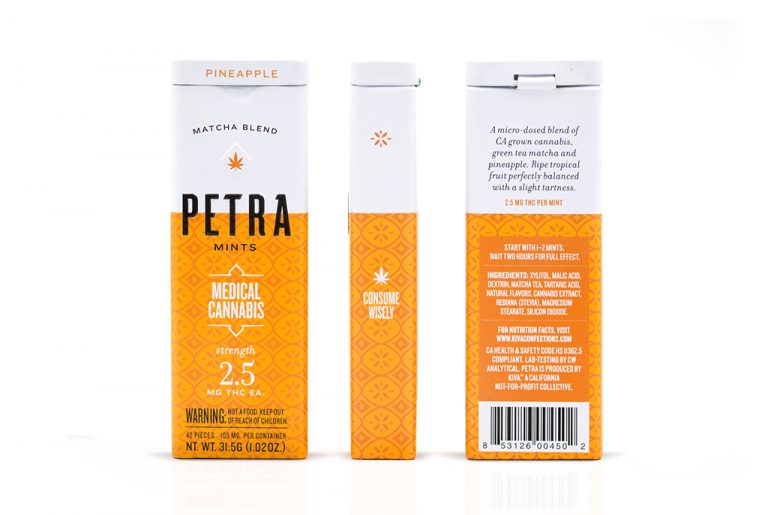 PINEAPPLE
MATCHA BLEND
PETRA
MINTS
MEDICAL
CANNABIS
strength
2.5
MG THC EA.
WARNING: NOT A FOOD. KEEP OUT
OF REACH OF CHILDREN.
42 PIECES 105 MG. PER CONTAINER
NT. WT. 31.5G (1.02OZ.)
CONSUME
WISELY
A micro-dosed blend of
CA grown cannabis,
green tea matcha and
pineapple. Ripe tropical
fruit perfectly balanced
with a slight tartness.
2.5 MG THC PER MINT
START WITH 1–2 MINTS.
WAIT TWO HOURS FOR FULL EFFECT.
INGREDIENTS: XYLITOL, MALIC ACID,
DEXTRIN, MATCHA TEA, TARTARIC ACID,
NATURAL FLAVORS, CANNABIS EXTRACT,
REBIANA (STEVIA), MAGNESIUM
STEARATE, SILICON DIOXIDE.
FOR NUTRITION FACTS, VISIT
WWW.KIVACONFECTIONS.COM
CA HEALTH & SAFETY CODE HS 11362.5
COMPLIANT. LAB-TESTING BY CW
ANALYTICAL. PETRA IS PRODUCED BY
KIVA,™ A CALIFORNIA
NOT-FOR-PROFIT COLLECTIVE.
8 53126 00450 2